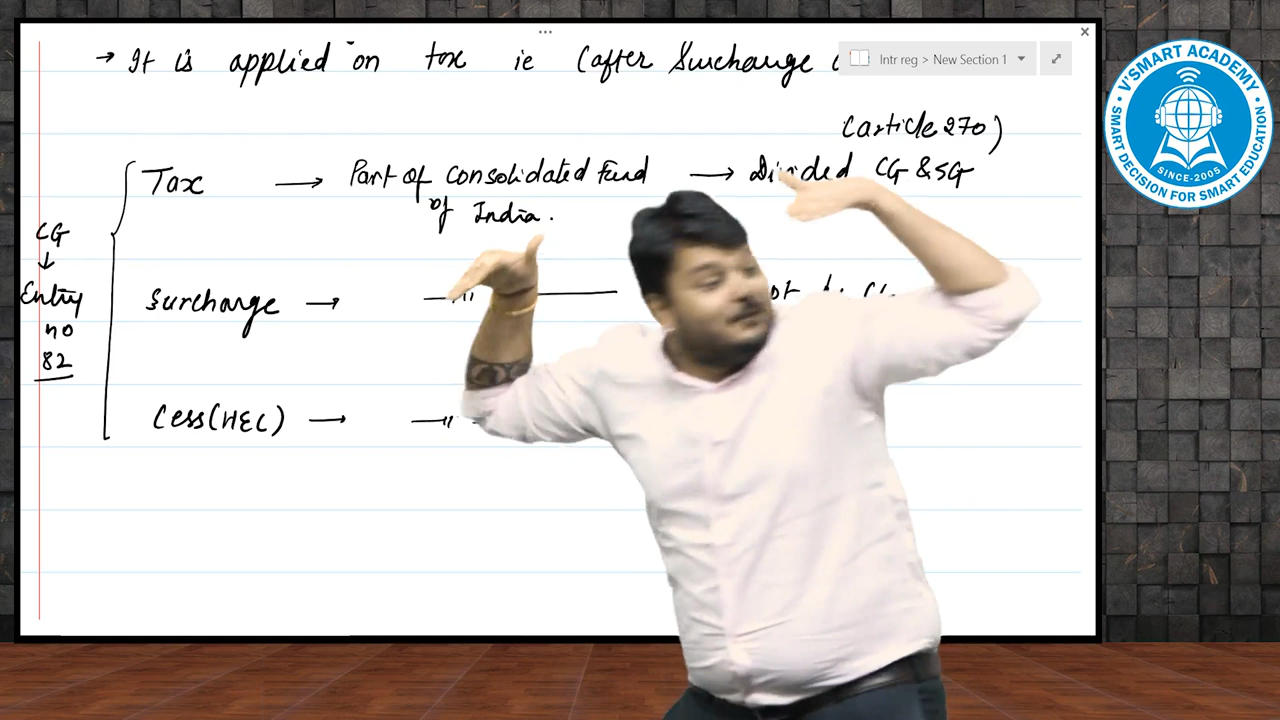 → It is applied on tax ie (after Surcharge
Intr reg > New Section 1
(article 270)
Tax → Part of Consolidated Fund → Divided CG & SG
of India.
CG
↓
Entry
no
82
Surcharge → —〃—
Cess(HEC) → —〃
V'SMART ACADEMY
SINCE-2005
SMART DECISION FOR SMART EDUCATION